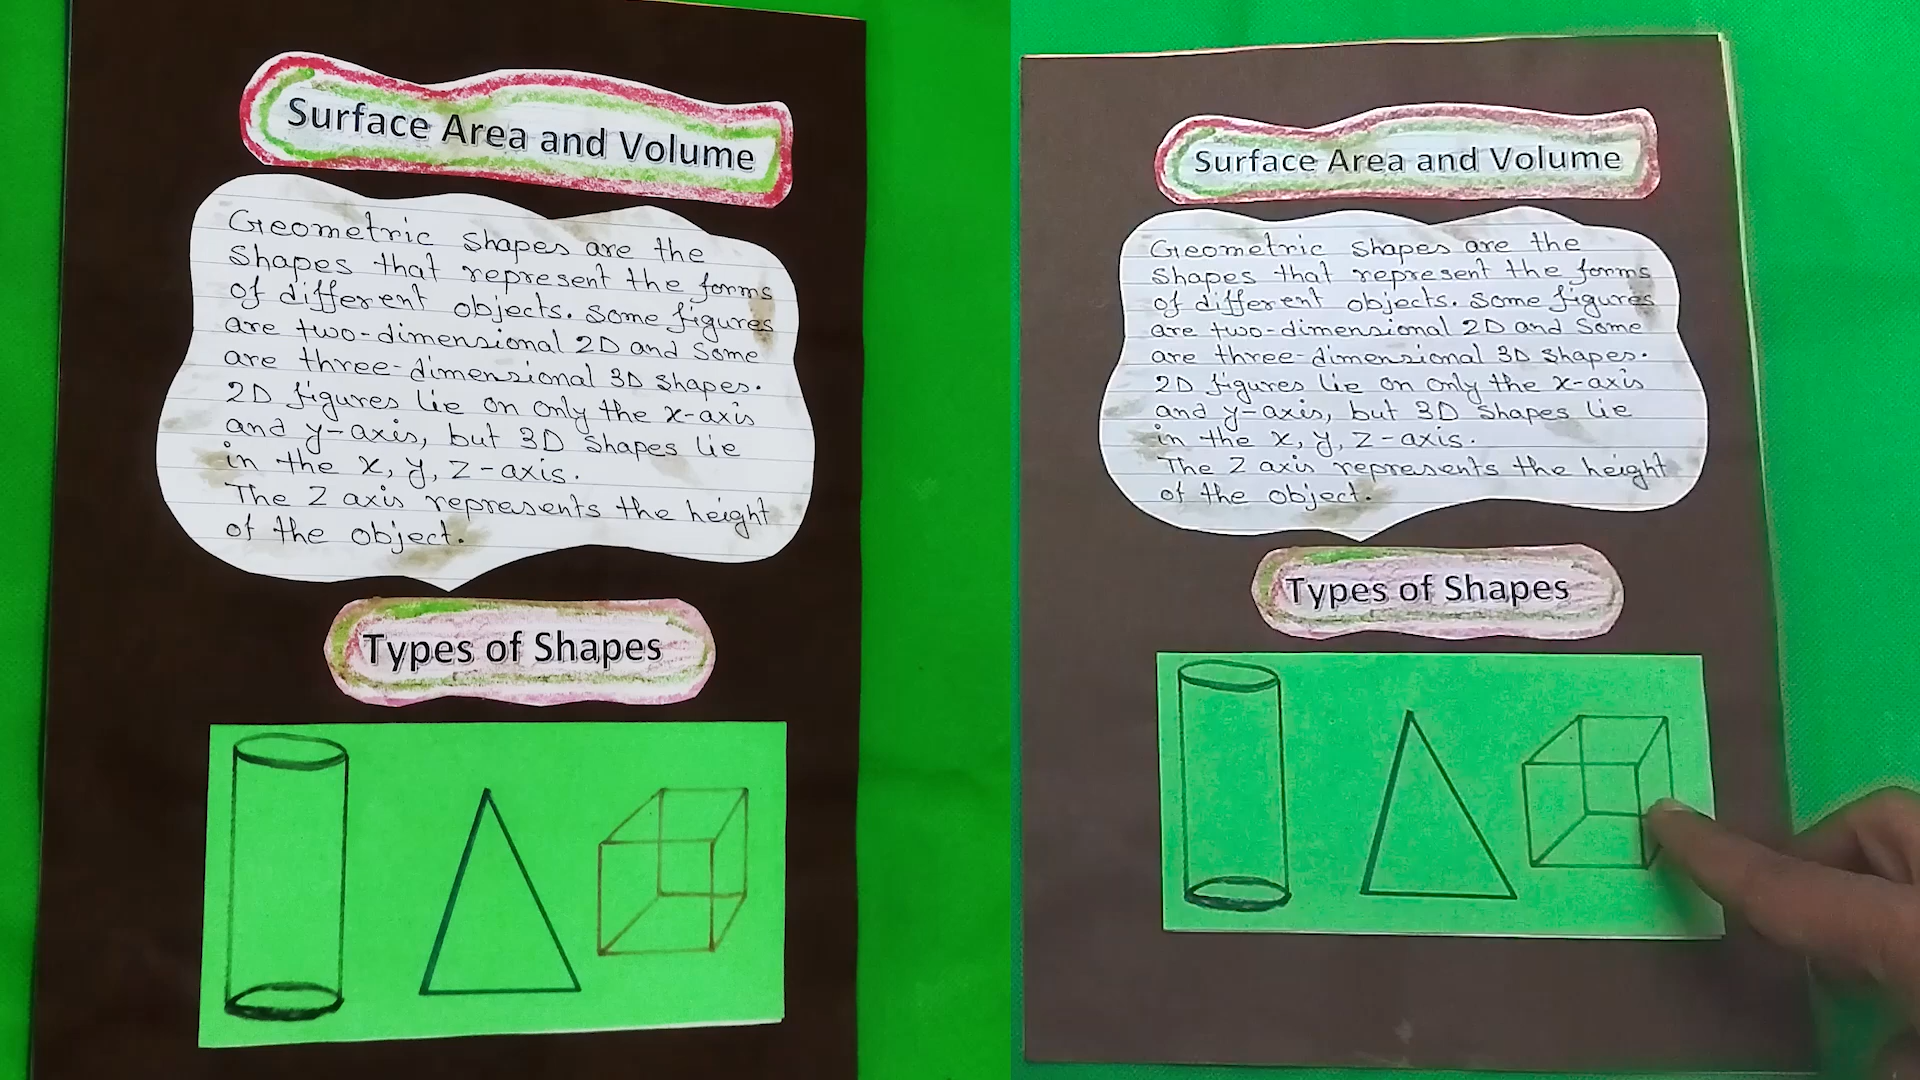 Surface Area and Volume
Geometric shapes are the
Shapes that represent the forms
of different objects. Some figures
are two-dimensional 2D and Some
are three-dimensional 3D shapes.
2D figures lie on only the x-axis
and y-axis, but 3D Shapes lie
in the x, y, z-axis.
The Z axis represents the height
of the object.
Types of Shapes
Surface Area and Volume
Geometric shapes are the
Shapes that represent the forms
of different objects. Some figures
are two-dimensional 2D and Some
are three-dimensional 3D shapes.
2D figures lie on only the x-axis
and y-axis, but 3D Shapes lie
in the x, y, z-axis.
The Z axis represents the height
of the object.
Types of Shapes